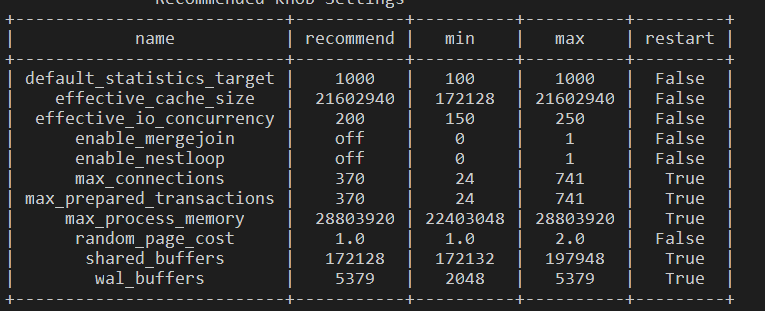 Recommended Knob Settings
+---------------------------+-----------+----------+----------+---------+
| name | recommend | min | max | restart |
+---------------------------+-----------+----------+----------+---------+
| default_statistics_target | 1000 | 100 | 1000 | False |
| effective_cache_size | 21602940 | 172128 | 21602940 | False |
| effective_io_concurrency | 200 | 150 | 250 | False |
| enable_mergejoin | off | 0 | 1 | False |
| enable_nestloop | off | 0 | 1 | False |
| max_connections | 370 | 24 | 741 | True |
| max_prepared_transactions | 370 | 24 | 741 | True |
| max_process_memory | 28803920 | 22403048 | 28803920 | True |
| random_page_cost | 1.0 | 1.0 | 2.0 | False |
| shared_buffers | 172128 | 172132 | 197948 | True |
| wal_buffers | 5379 | 2048 | 5379 | True |
+---------------------------+-----------+----------+----------+---------+